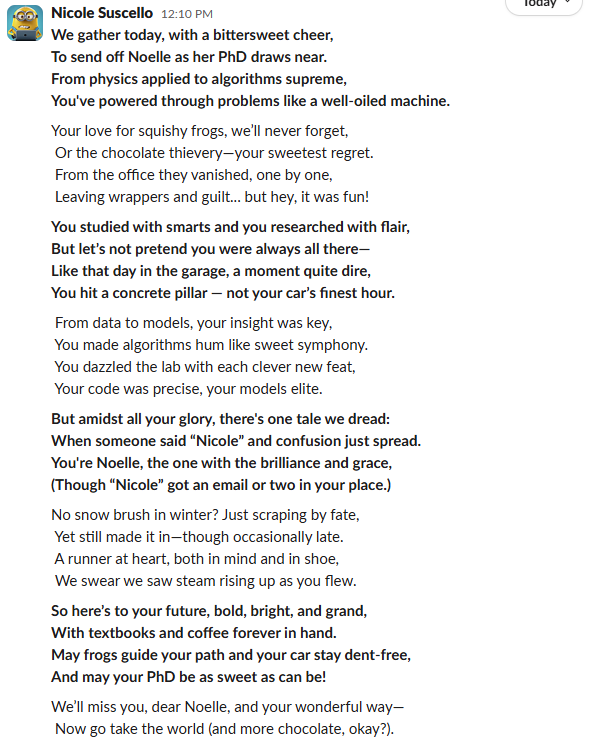 Today
Nicole Suscello 12:10 PM
We gather today, with a bittersweet cheer,
To send off Noelle as her PhD draws near.
From physics applied to algorithms supreme,
You've powered through problems like a well-oiled machine.
Your love for squishy frogs, we’ll never forget,
Or the chocolate thievery—your sweetest regret.
From the office they vanished, one by one,
Leaving wrappers and guilt... but hey, it was fun!
You studied with smarts and you researched with flair,
But let’s not pretend you were always all there—
Like that day in the garage, a moment quite dire,
You hit a concrete pillar — not your car’s finest hour.
From data to models, your insight was key,
You made algorithms hum like sweet symphony.
You dazzled the lab with each clever new feat,
Your code was precise, your models elite.
But amidst all your glory, there's one tale we dread:
When someone said “Nicole” and confusion just spread.
You're Noelle, the one with the brilliance and grace,
(Though “Nicole” got an email or two in your place.)
No snow brush in winter? Just scraping by fate,
Yet still made it in—though occasionally late.
A runner at heart, both in mind and in shoe,
We swear we saw steam rising up as you flew.
So here’s to your future, bold, bright, and grand,
With textbooks and coffee forever in hand.
May frogs guide your path and your car stay dent-free,
And may your PhD be as sweet as can be!
We’ll miss you, dear Noelle, and your wonderful way—
Now go take the world (and more chocolate, okay?).